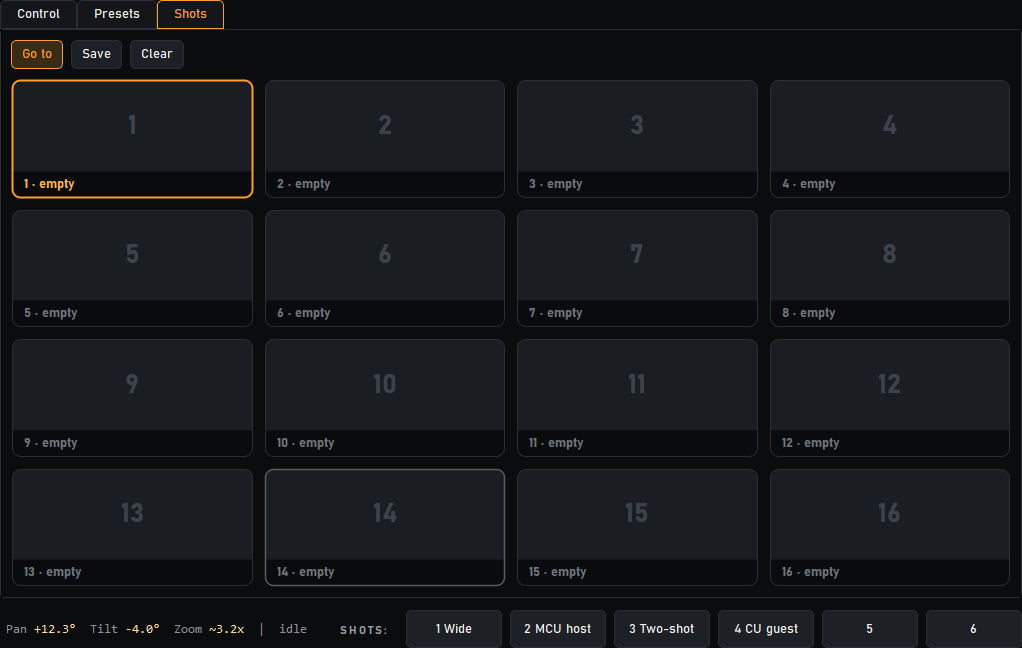 Control Presets Shots
Go to Save Clear
1 2 3 4
1 · empty 2 · empty 3 · empty 4 · empty
5 6 7 8
5 · empty 6 · empty 7 · empty 8 · empty
9 10 11 12
9 · empty 10 · empty 11 · empty 12 · empty
13 14 15 16
13 · empty 14 · empty 15 · empty 16 · empty
Pan +12.3° Tilt -4.0° Zoom ~3.2x | idle SHOTS: 1 Wide 2 MCU host 3 Two-shot 4 CU guest 5 6